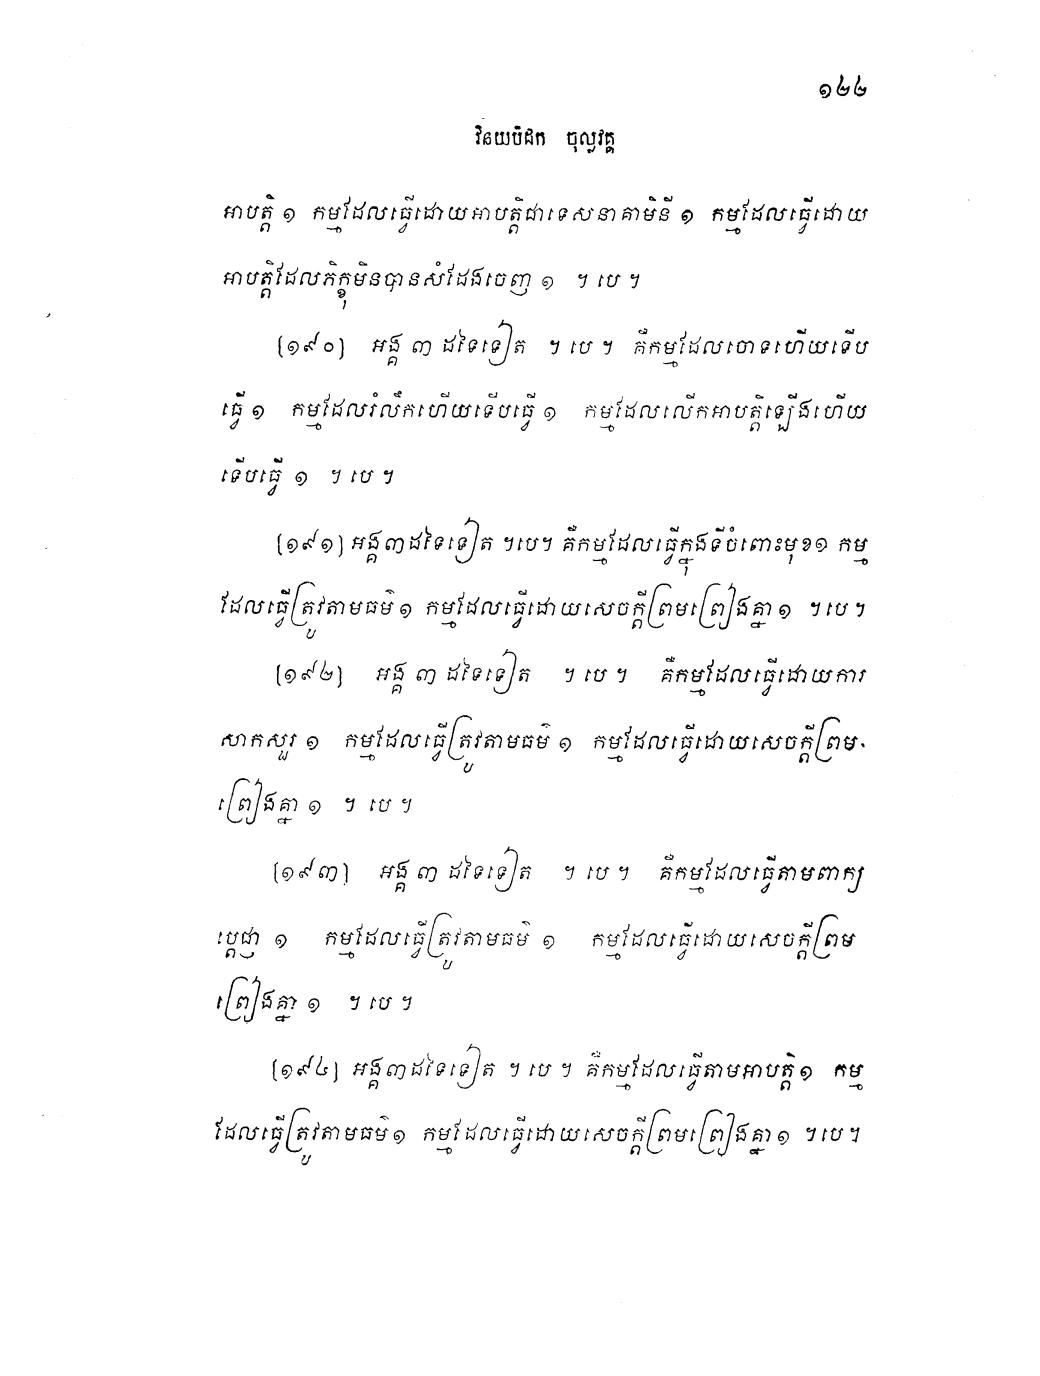 ១៤៤
វិនយបិដក ចុល្លវគ្គ
អាបត្តិ ១ កម្មដែលធ្វើដោយអាបត្តិជាទេសនាគាមិនី ១ កម្មដែលធ្វើដោយ
អាបត្តិដែលភិក្ខុមិនបានសំដែងចេញ ១ ។ បេ ។
[១៩០] អង្គ ៣ ដទៃទៀត ។ បេ ។ គឺកម្មដែលចោទហើយទើប
ធ្វើ ១ កម្មដែលរំលឹកហើយទើបធ្វើ ១ កម្មដែលលើកអាបត្តិឡើងហើយ
ទើបធ្វើ ១ ។ បេ ។
[១៩១] អង្គ៣ដទៃទៀត ។បេ។ គឺកម្មដែលធ្វើក្នុងទីចំពោះមុខ១ កម្ម
ដែលធ្វើត្រូវតាមធម៌ ១ កម្មដែលធ្វើដោយសេចក្តីព្រមព្រៀងគ្នា ១ ។បេ។
[១៩២] អង្គ ៣ ដទៃទៀត ។ បេ ។ គឺកម្មដែលធ្វើដោយការ
សាកសួរ ១ កម្មដែលធ្វើត្រូវតាមធម៌ ១ កម្មដែលធ្វើដោយសេចក្តីព្រម
ព្រៀងគ្នា ១ ។ បេ ។
[១៩៣] អង្គ ៣ ដទៃទៀត ។ បេ ។ គឺកម្មដែលធ្វើតាមពាក្យ
ប្តេជ្ញា ១ កម្មដែលធ្វើត្រូវតាមធម៌ ១ កម្មដែលធ្វើដោយសេចក្តីព្រម
ព្រៀងគ្នា ១ ។ បេ ។
[១៩៤] អង្គ៣ដទៃទៀត ។ បេ ។ គឺកម្មដែលធ្វើតាមអាបត្តិ ១ កម្ម
ដែលធ្វើត្រូវតាមធម៌ ១ កម្មដែលធ្វើដោយសេចក្តីព្រមព្រៀងគ្នា ១ ។បេ។